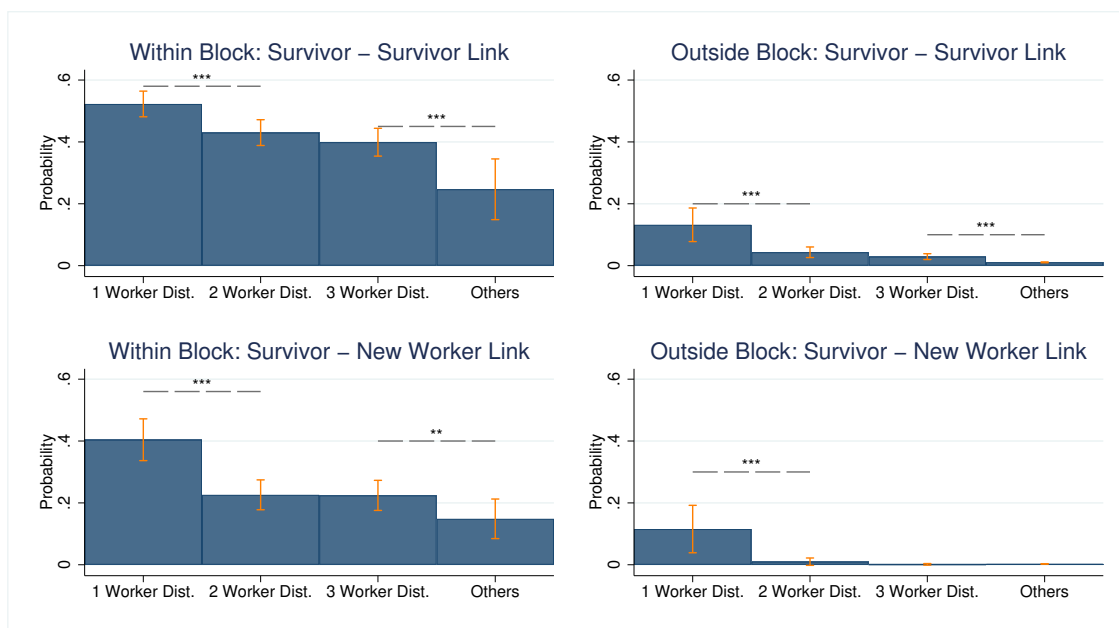 Within Block: Survivor − Survivor Link
Probability
0 .2 .4 .6
***
***
1 Worker Dist. 2 Worker Dist. 3 Worker Dist. Others
Outside Block: Survivor − Survivor Link
Probability
0 .2 .4 .6
***
***
1 Worker Dist. 2 Worker Dist. 3 Worker Dist. Others
Within Block: Survivor − New Worker Link
Probability
0 .2 .4 .6
***
**
1 Worker Dist. 2 Worker Dist. 3 Worker Dist. Others
Outside Block: Survivor − New Worker Link
Probability
0 .2 .4 .6
***
1 Worker Dist. 2 Worker Dist. 3 Worker Dist. Others